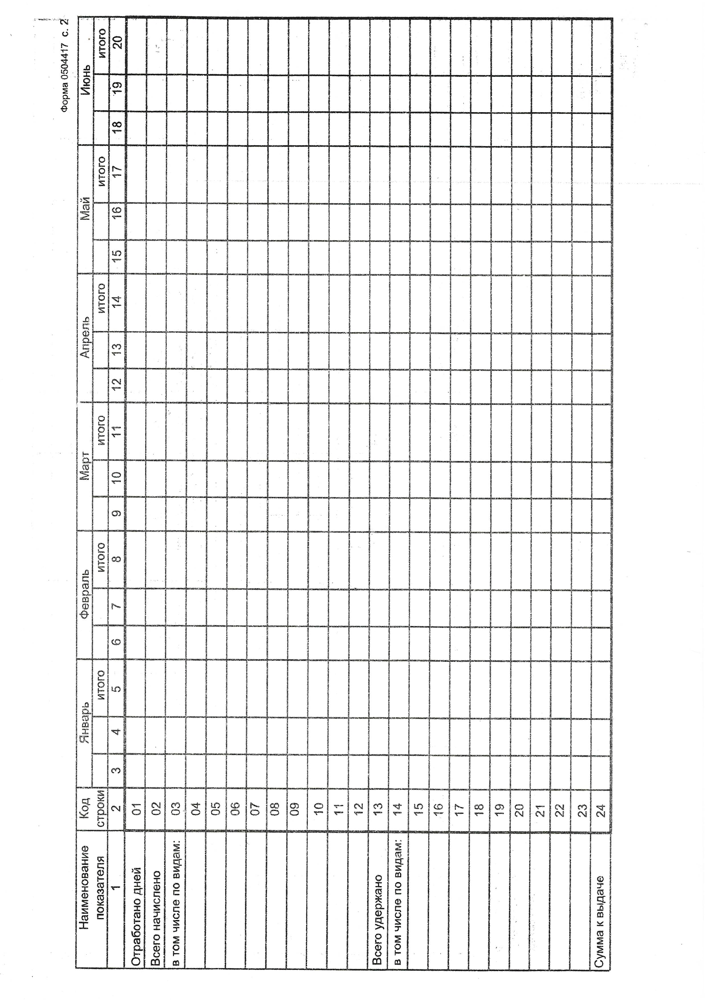 Форма 0504417 с. 2
Наименование показателя Код строки Январь Февраль Март Апрель Май Июнь
итого итого итого итого итого итого
1 2 3 4 5 6 7 8 9 10 11 12 13 14 15 16 17 18 19 20
Отработано дней 01
Всего начислено 02
в том числе по видам: 03
04
05
06
07
08
09
10
11
12
Всего удержано 13
в том числе по видам: 14
15
16
17
18
19
20
21
22
23
Сумма к выдаче 24